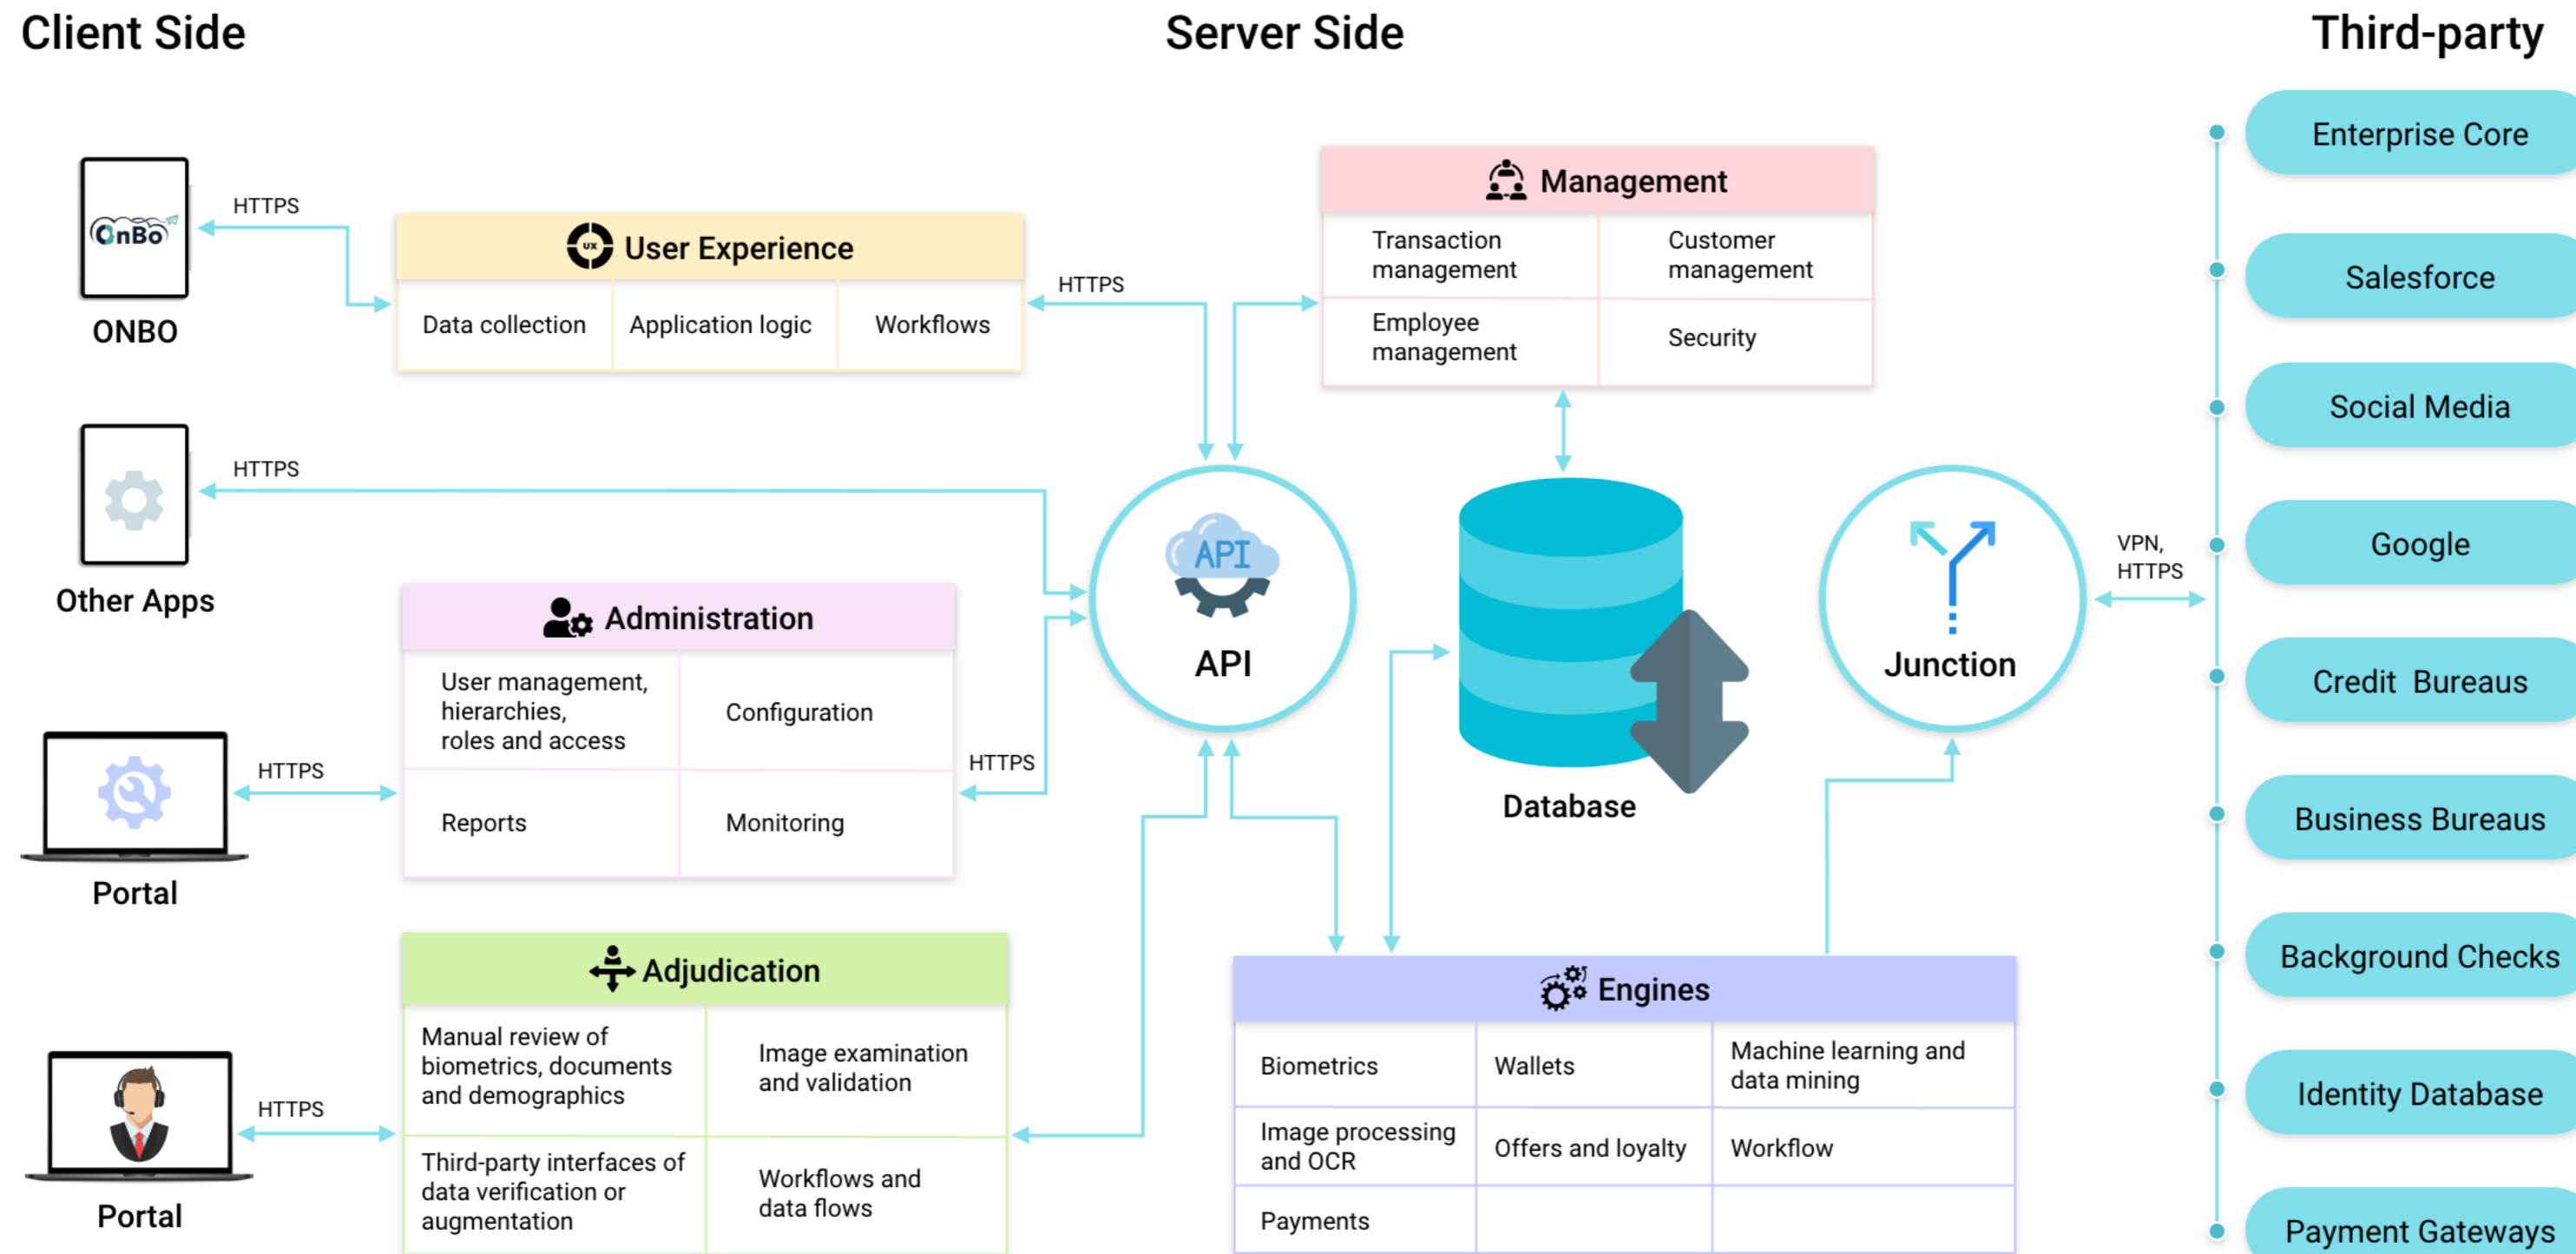 Client Side
Server Side
Third-party
OnBo
ONBO
HTTPS
UX
User Experience
Data collection
Application logic
Workflows
HTTPS
Management
Transaction
management
Customer
management
Employee
management
Security
Other Apps
HTTPS
API
API
Database
Junction
VPN,
HTTPS
Portal
HTTPS
Administration
User management,
hierarchies,
roles and access
Configuration
Reports
Monitoring
HTTPS
Portal
HTTPS
Adjudication
Manual review of
biometrics, documents
and demographics
Image examination
and validation
Third-party interfaces of
data verification or
augmentation
Workflows and
data flows
Engines
Biometrics
Wallets
Machine learning and
data mining
Image processing
and OCR
Offers and loyalty
Workflow
Payments
Enterprise Core
Salesforce
Social Media
Google
Credit  Bureaus
Business Bureaus
Background Checks
Identity Database
Payment Gateways